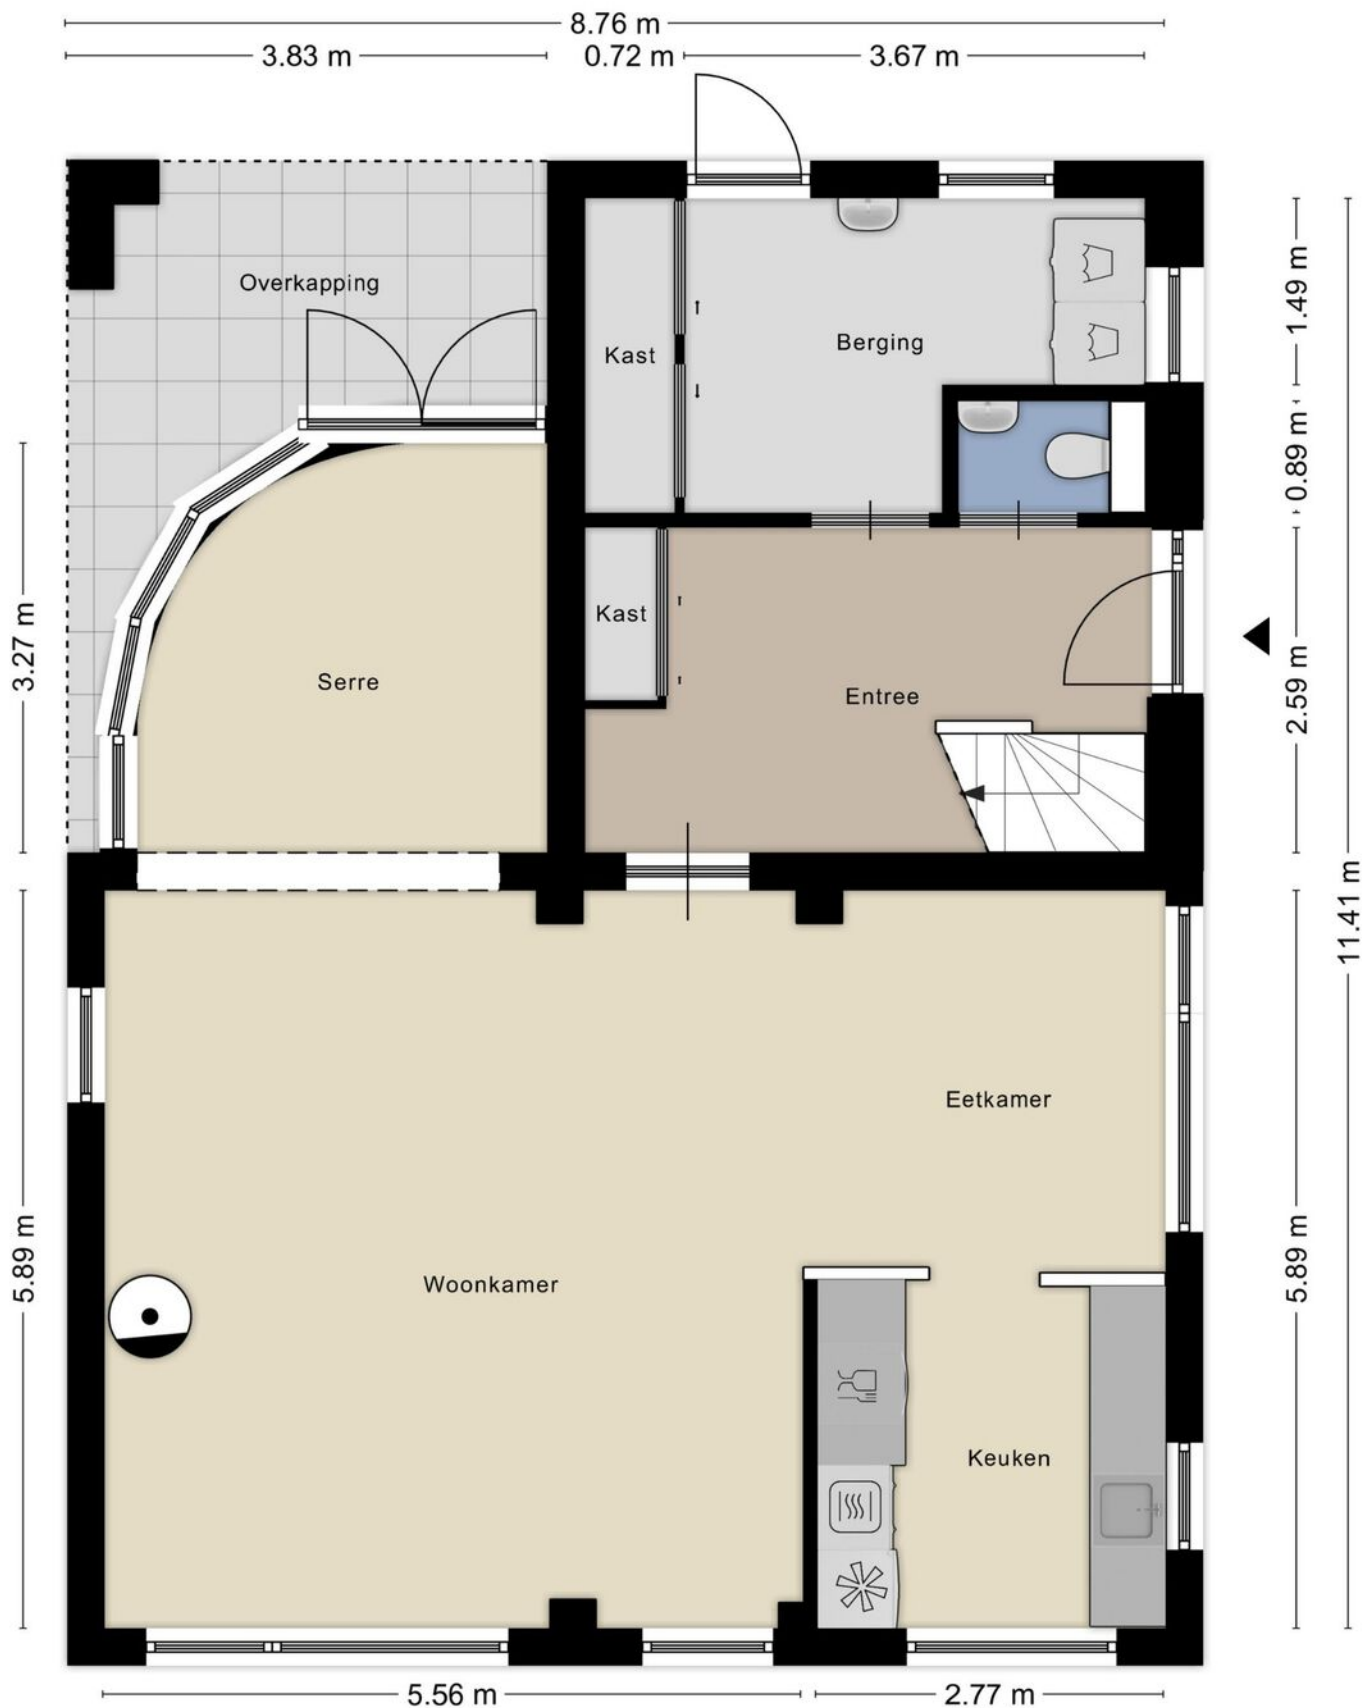 8.76 m
3.83 m
0.72 m
3.67 m
Overkapping
Kast
Berging
1.49 m
0.89 m
Kast
Entree
2.59 m
3.27 m
Serre
11.41 m
Eetkamer
Woonkamer
5.89 m
5.89 m
Keuken
5.56 m
2.77 m